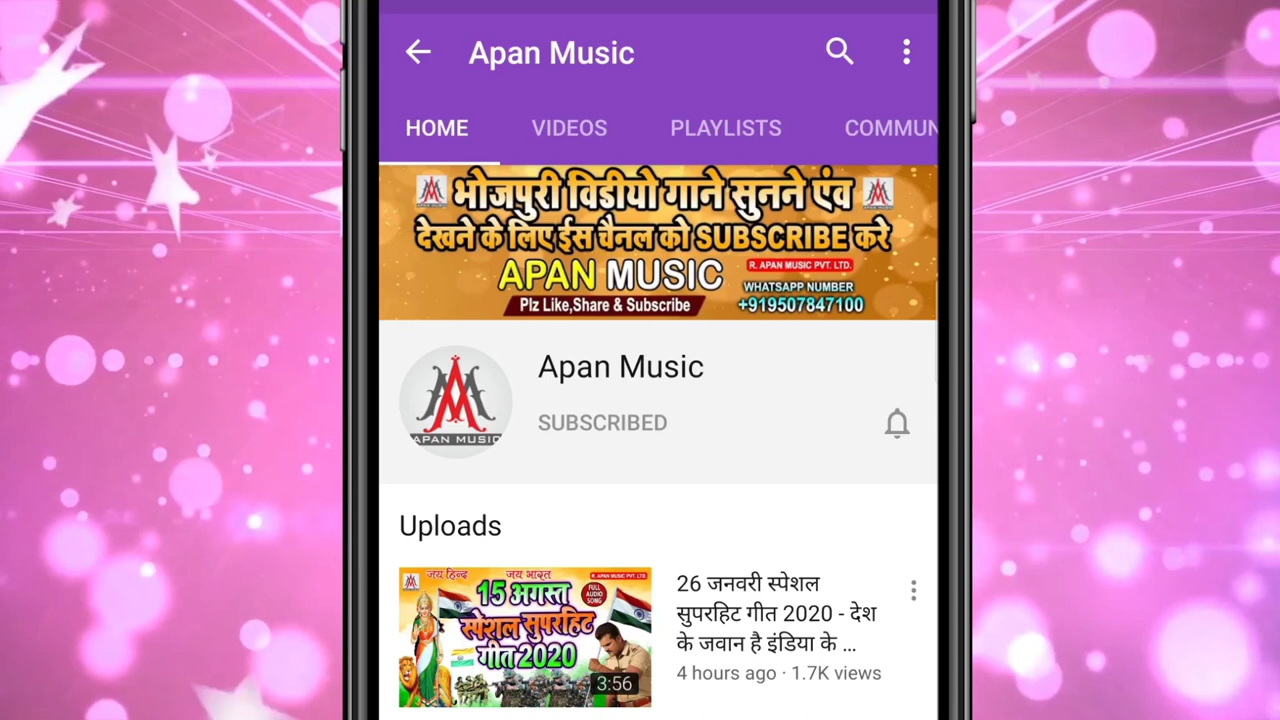 Apan Music
HOME VIDEOS PLAYLISTS COMMUN
भोजपुरी विडीयो गाने सुनने एंव
देखने के लिए ईस चैनल को SUBSCRIBE करे
APAN MUSIC
R. APAN MUSIC PVT. LTD.
WHATSAPP NUMBER
+919507847100
Plz Like,Share & Subscribe
Apan Music
SUBSCRIBED
APAN MUSIC
Uploads
जय हिन्द जय भारत
R. APAN MUSIC PVT. LTD
15 अगस्त
FULL
AUDIO
SONG
स्पेशल सुपरहिट
गीत 2020
3:56
26 जनवरी स्पेशल
सुपरहिट गीत 2020 - देश
के जवान है इंडिया के ...
4 hours ago · 1.7K views